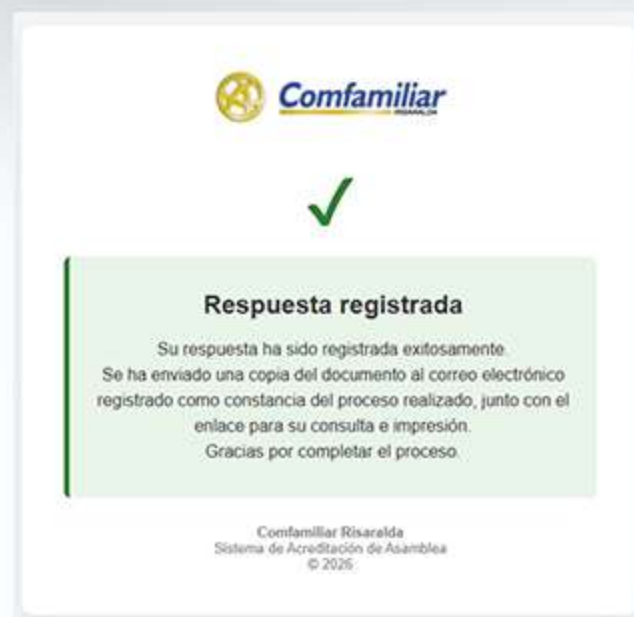 Comfamiliar
RISARALDA
Respuesta registrada
Su respuesta ha sido registrada exitosamente.
Se ha enviado una copia del documento al correo electrónico
registrado como constancia del proceso realizado, junto con el
enlace para su consulta e impresión.
Gracias por completar el proceso.
Comfamiliar Risaralda
Sistema de Acreditación de Asamblea
© 2026